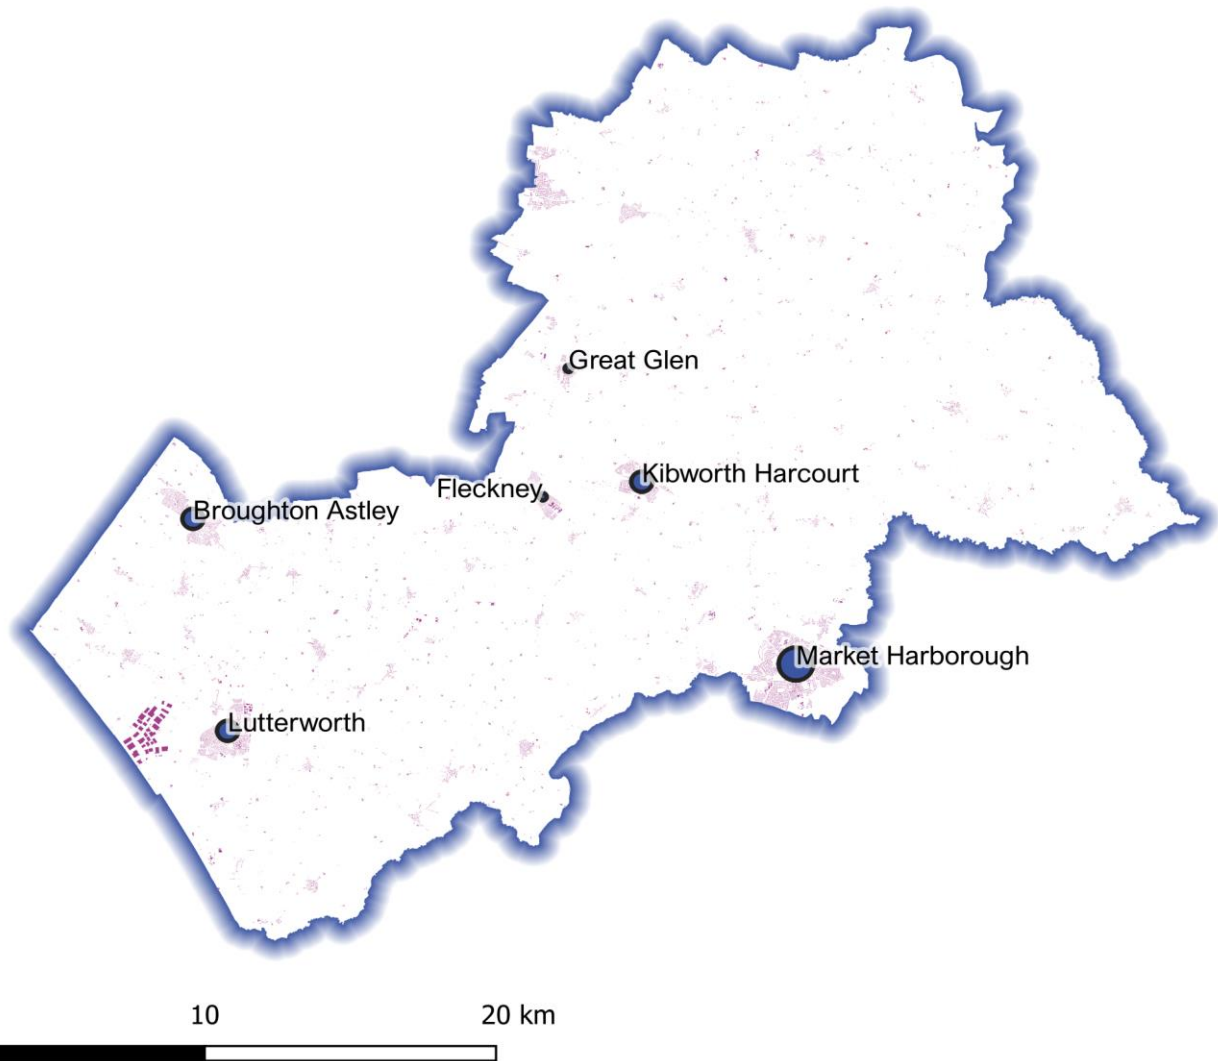 Great Glen
Kibworth Harcourt
Fleckney
Broughton Astley
Market Harborough
Lutterworth
10
20 km